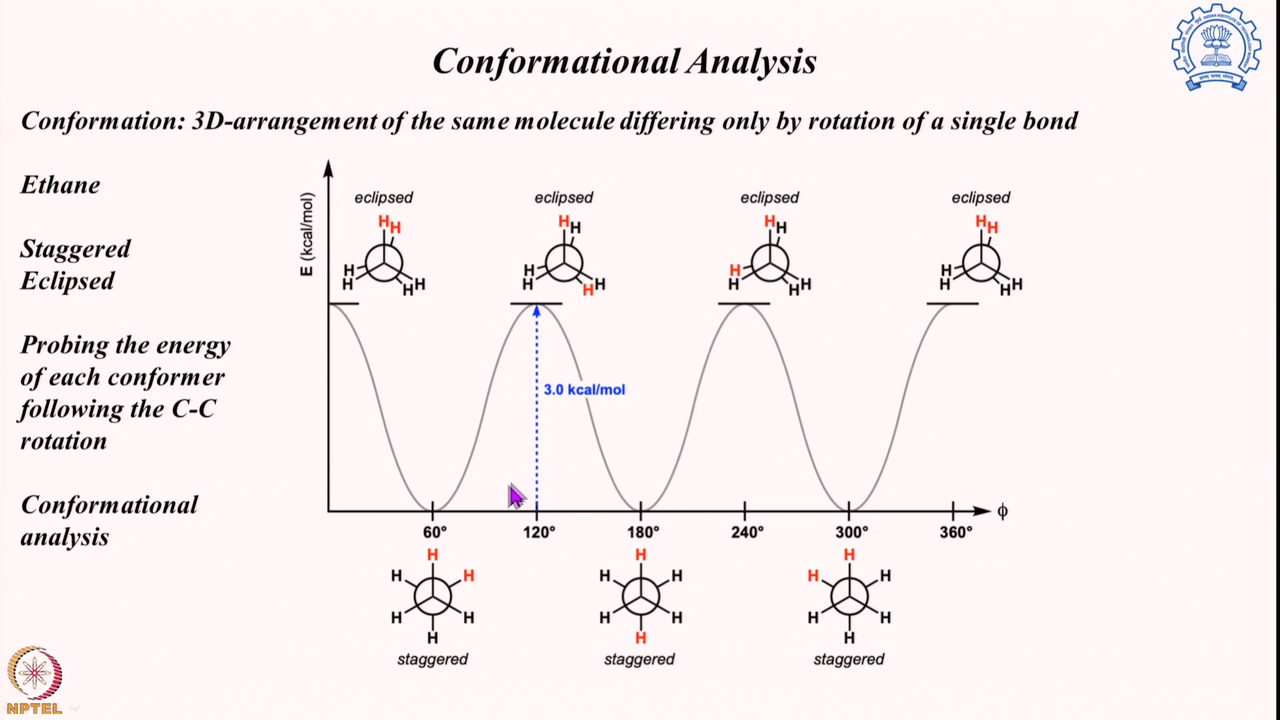 Conformational Analysis
Conformation: 3D-arrangement of the same molecule differing only by rotation of a single bond
Ethane
Staggered
Eclipsed
Probing the energy
of each conformer
following the C-C
rotation
Conformational
analysis
E (kcal/mol)
eclipsed
H H
H H
H H
eclipsed
H H
H H
H H
eclipsed
H H
H H
H H
eclipsed
H H
H H
H H
3.0 kcal/mol
60° 120° 180° 240° 300° 360° ϕ
H
H H
H H
H
staggered
H
H H
H H
H
staggered
H
H H
H H
H
staggered
NPTEL